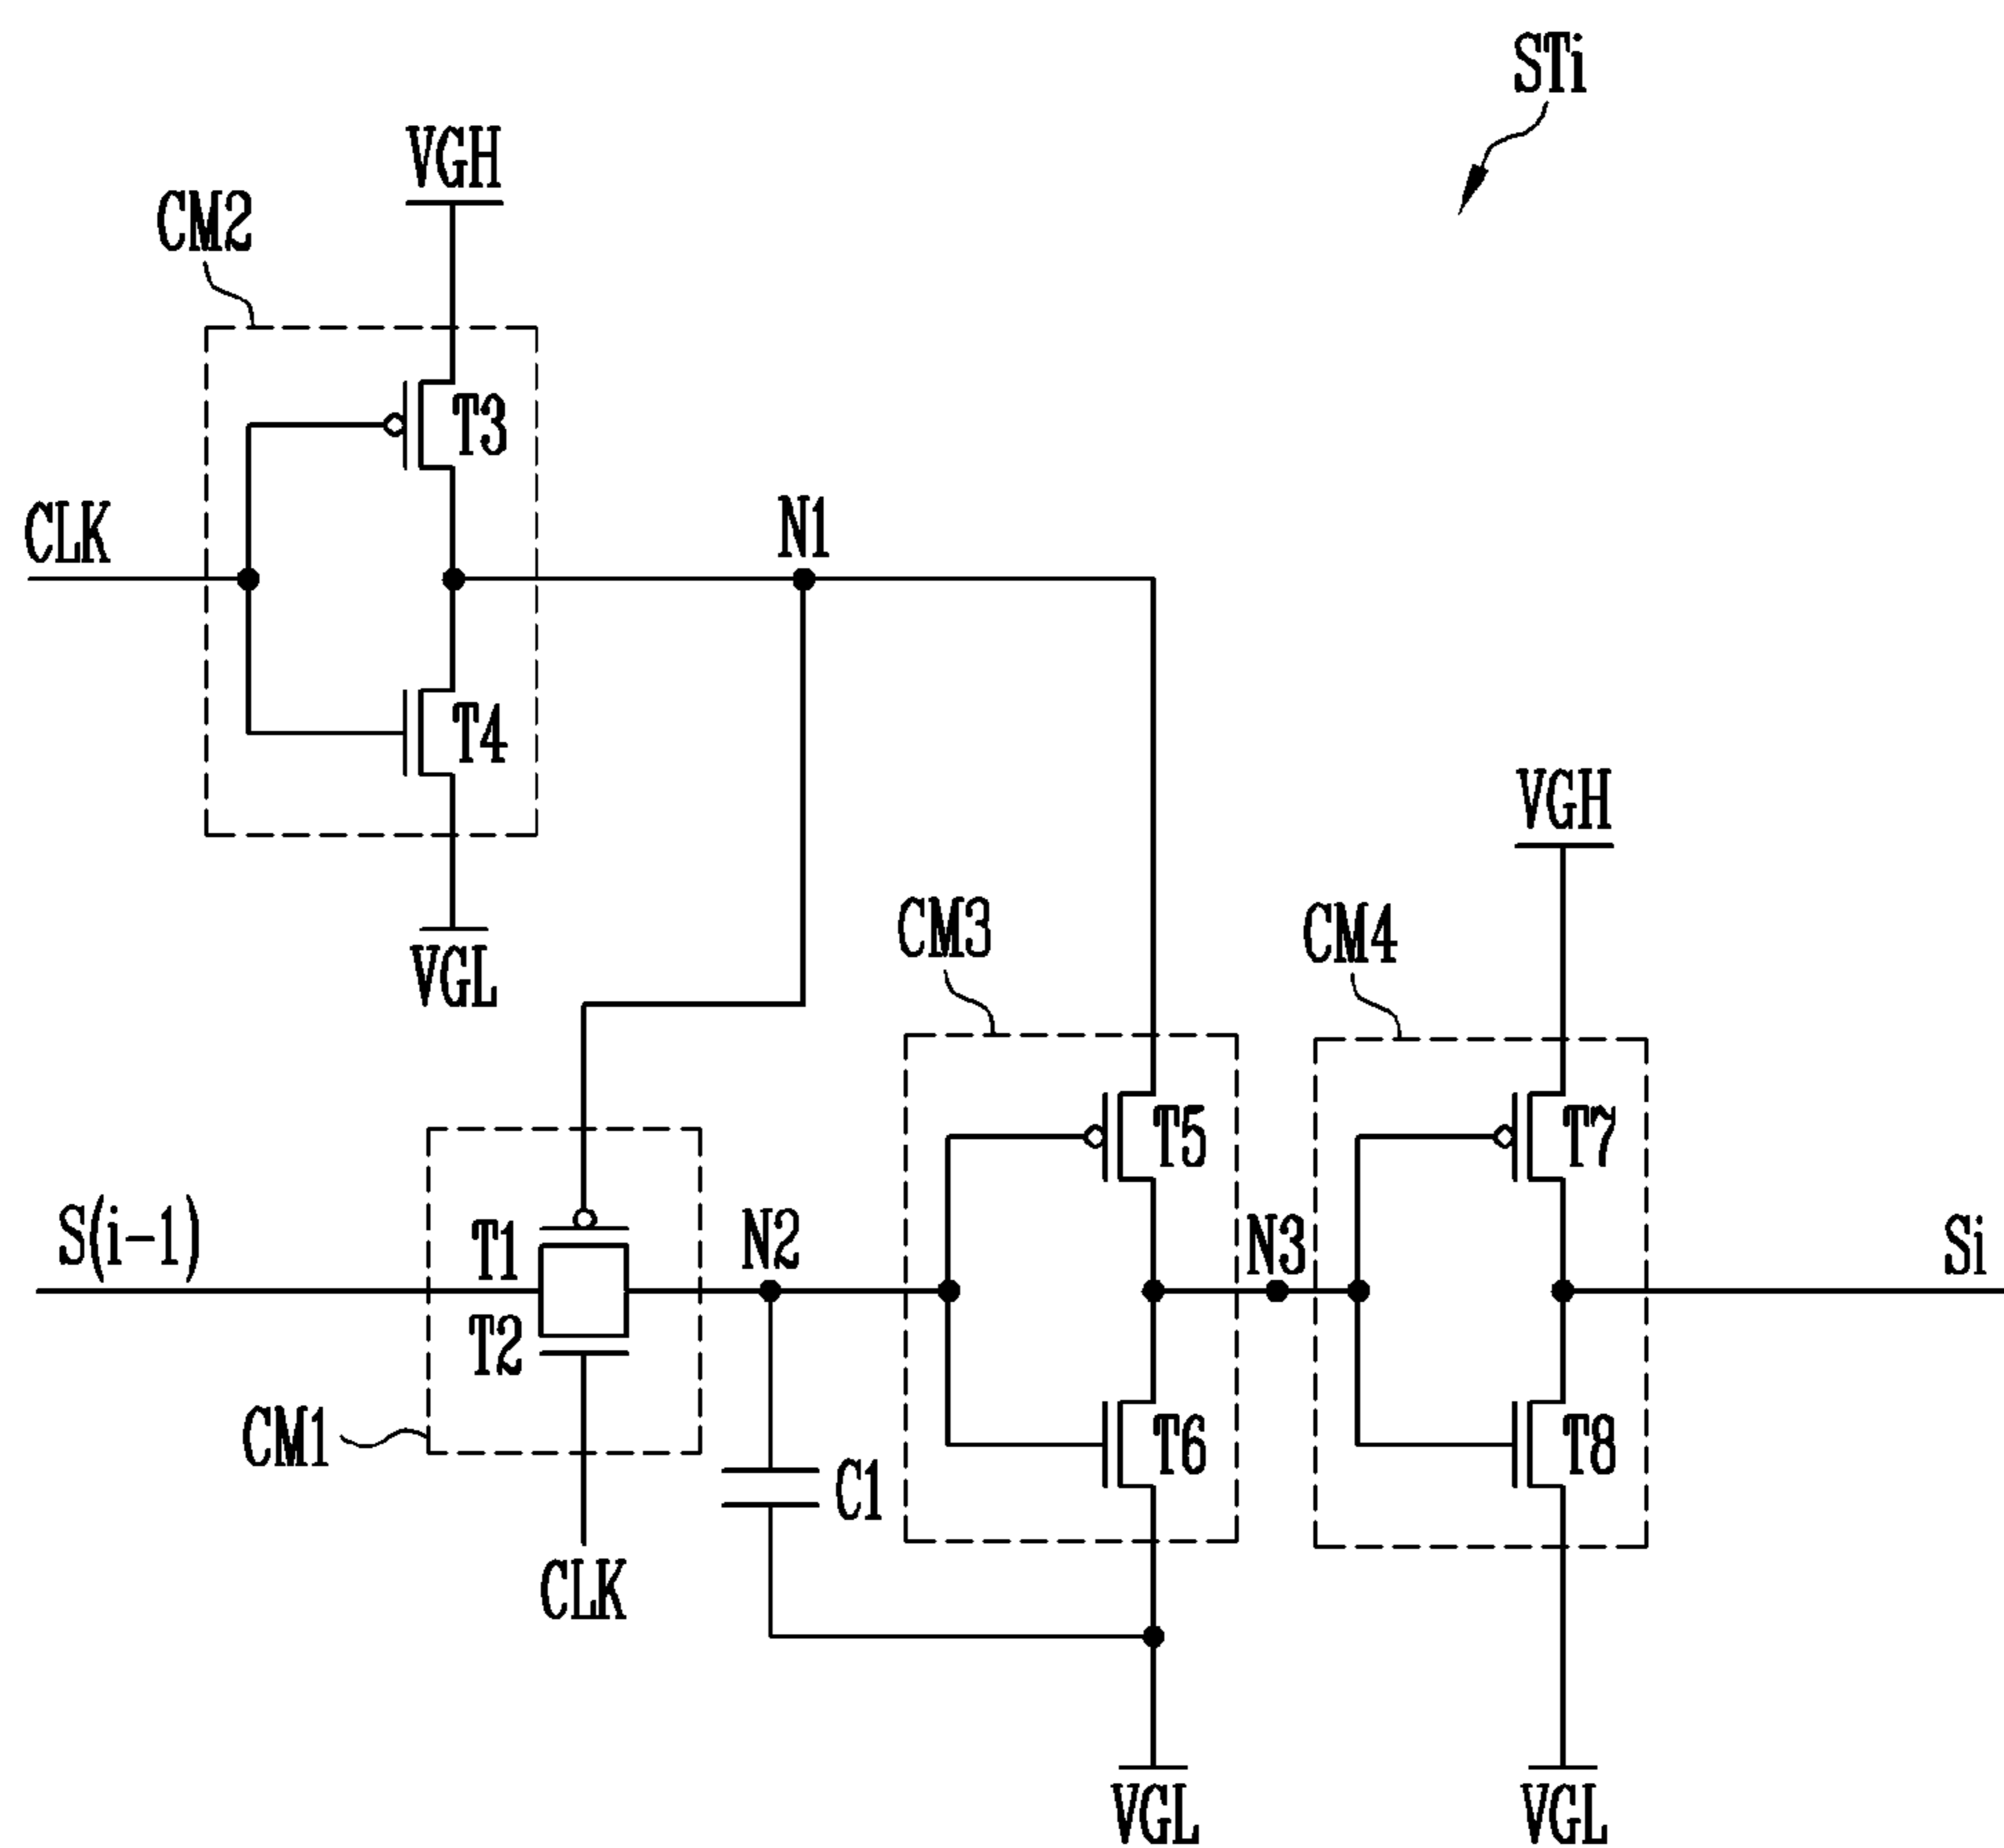 STi
VGH
CM2
T3
CLK
N1
T4
VGH
VGL
CM3
CM4
T5
T7
S(i-1)
T1
N2
N3
Si
T2
CM1
T6
T8
C1
CLK
VGL
VGL